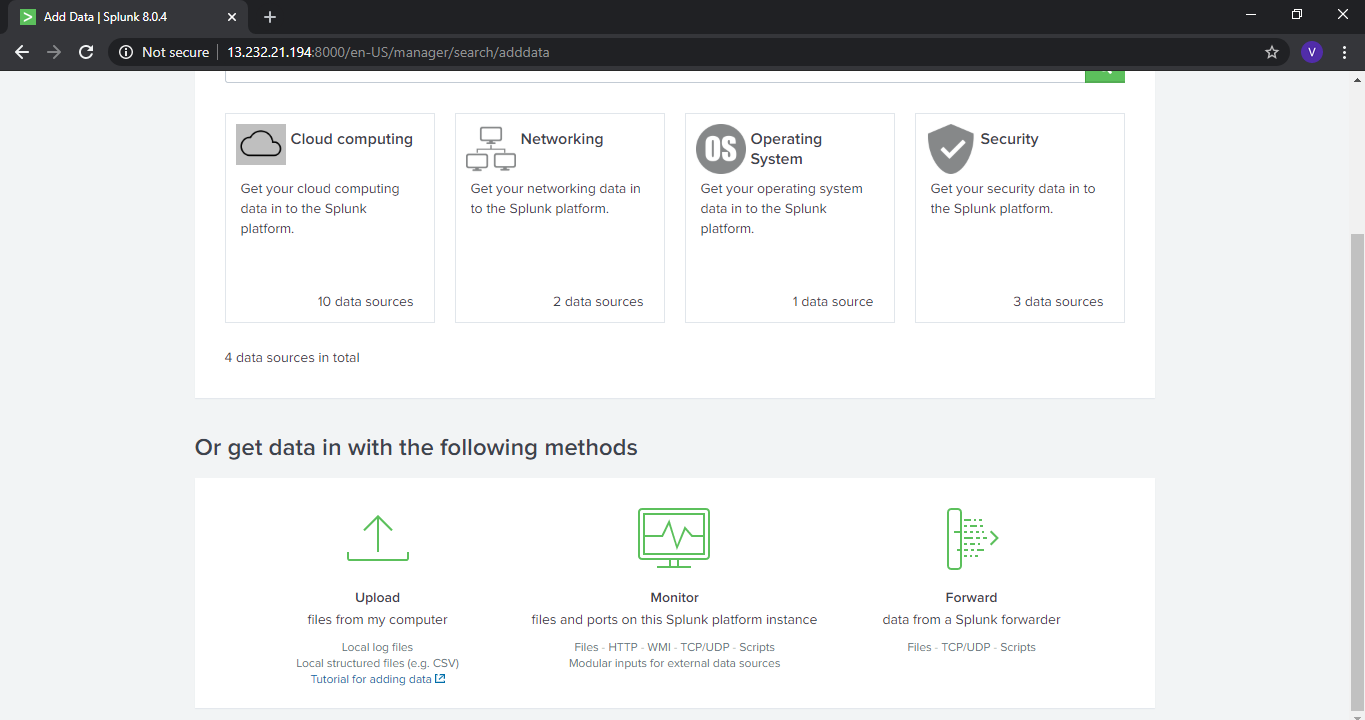 Add Data | Splunk 8.0.4
Not secure
13.232.21.194:8000/en-US/manager/search/adddata
V
Cloud computing
Get your cloud computing
data in to the Splunk
platform.
10 data sources
Networking
Get your networking data in
to the Splunk platform.
2 data sources
OS
Operating
System
Get your operating system
data in to the Splunk
platform.
1 data source
Security
Get your security data in to
the Splunk platform.
3 data sources
4 data sources in total
Or get data in with the following methods
Upload
files from my computer
Local log files
Local structured files (e.g. CSV)
Tutorial for adding data
Monitor
files and ports on this Splunk platform instance
Files - HTTP - WMI - TCP/UDP - Scripts
Modular inputs for external data sources
Forward
data from a Splunk forwarder
Files - TCP/UDP - Scripts